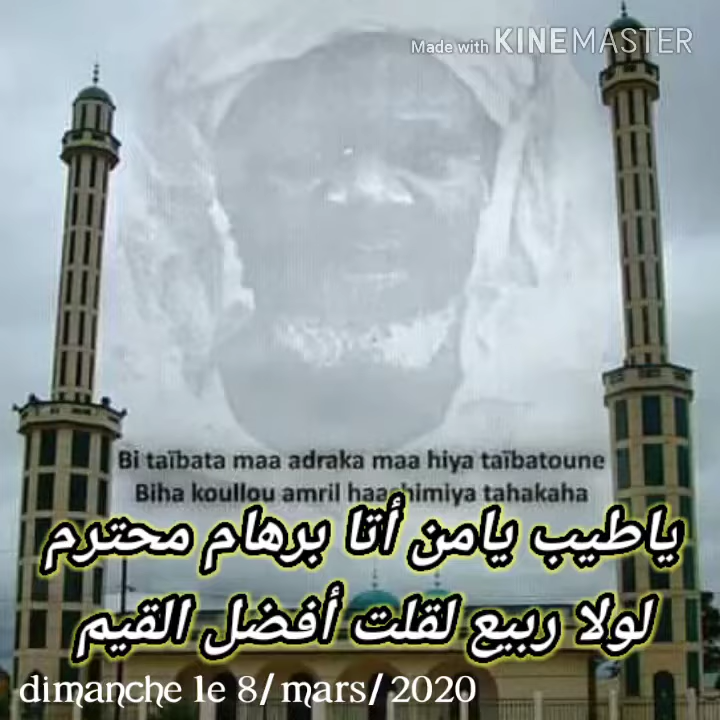 Made with KINEMASTER
Bi taïbata maa adraka maa hiya taïbatoune
Biha koullou amril haachimiya tahakaha
ياطيب يامن أتا برهام محترم
لولا ربيع لقلت أفضل القيم
dimanche le 8/mars/2020